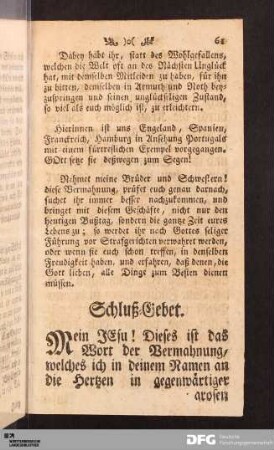 ) o ( 61
Dabey habt ihr, statt des Wohlgefallens,
welchen die Welt oft an des Nächsten Unglück
hat, mit demselben Mitleiden zu haben, für ihn
zu bitten, demselben in Armuth und Noth bey-
zuspringen und seinen unglückseligen Zustand,
so viel als euch möglich ist, zu erleichtern.
Hierinnen ist uns Engeland, Spanien,
Franckreich, Hamburg in Ansehung Portugals
mit einem fürtreflichen Exempel vorgegangen.
GOtt setze sie deßwegen zum Segen!
Nehmet meine Brüder und Schwestern!
diese Vermahnung, prüfet euch genau darnach,
suchet ihr immer besser nachzukommen, und
bringet mit diesem Geschäfte, nicht nur den
heutigen Bußtag, sondern die gantze Zeit eures
Lebens zu; so werdet ihr nach Gottes seliger
Führung vor Strafgerichten verwahret werden,
oder wenn sie euch schon treffen, in denselben
Freudigkeit haben, und erfahren, daß denen, die
Gott lieben, alle Dinge zum Besten dienen
müssen.
Schluß-Gebet.
Mein JEsu! Dieses ist das
Wort der Vermahnung,
welches ich in deinem Namen an
die Hertzen in gegenwärtiger
grosen
DFG